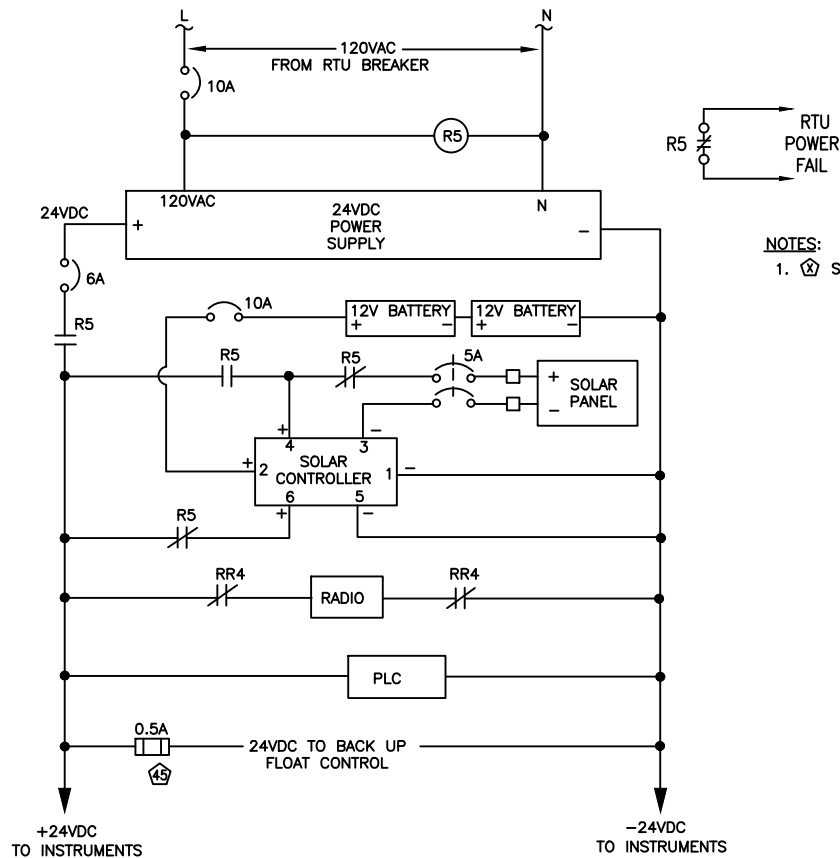 L
N
120VAC
FROM RTU BREAKER
10A
R5
R5
RTU
POWER
FAIL
120VAC
N
24VDC
24VDC
POWER
SUPPLY
+
−
NOTES:
1. X S
6A
R5
10A
12V BATTERY
+ −
12V BATTERY
+ −
R5
R5
5A
+
−
SOLAR
PANEL
+
4
3
−
+
2
SOLAR
CONTROLLER
1
−
6
5
+
−
R5
RR4
RADIO
RR4
PLC
0.5A
45
24VDC TO BACK UP
FLOAT CONTROL
+24VDC
TO INSTRUMENTS
−24VDC
TO INSTRUMENTS